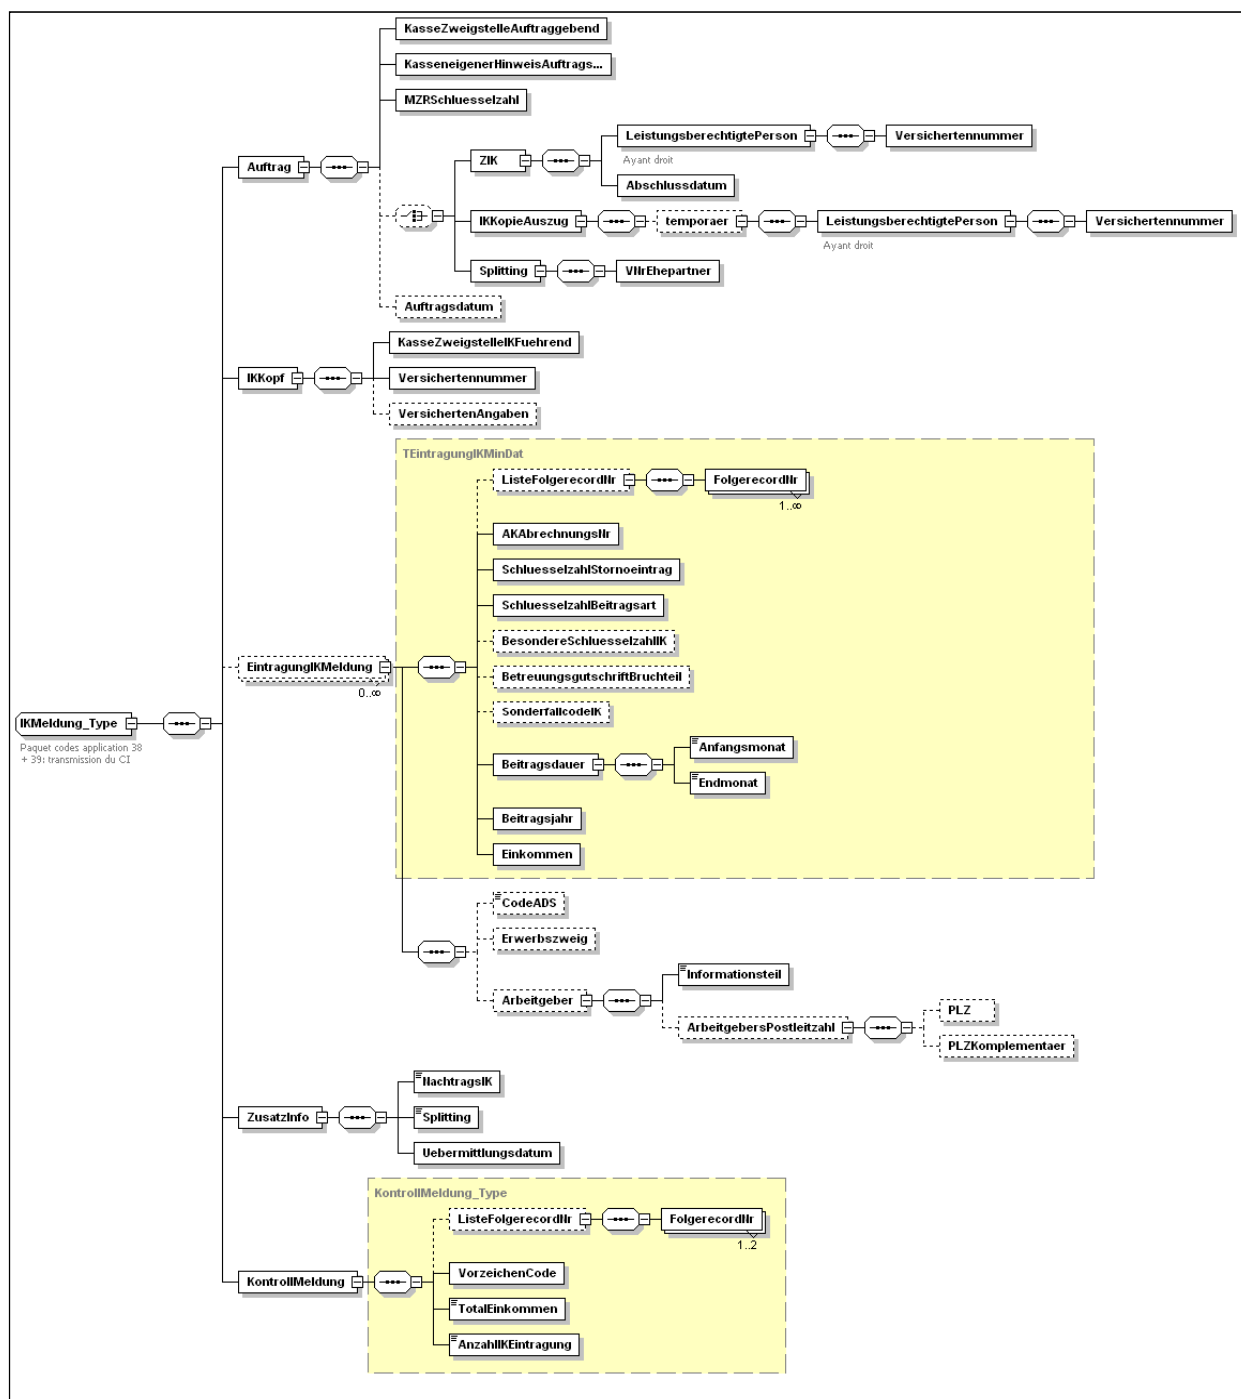 KasseZweigstelleAuftraggebend
KasseneigenerHinweisAuftrags...
MZRSchluesselzahl
Auftrag
ZIK
LeistungsberechtigtePerson
Versichertennummer
Ayant droit
Abschlussdatum
IKKopieAuszug
temporaer
LeistungsberechtigtePerson
Versichertennummer
Ayant droit
Splitting
VNrEhepartner
Auftragsdatum
IKKopf
KasseZweigstelleIKFuehrend
Versichertennummer
VersichertenAngaben
TEintragungIKMinDat
ListeFolgerecordNr
FolgerecordNr
1..∞
AKAbrechnungsNr
SchluesselzahlStornoeintrag
SchluesselzahlBeitragsart
BesondereSchluesselzahlIK
BetreuungsgutschriftBruchteil
SonderfallcodeIK
EintragungIKMeldung
0..∞
Beitragsdauer
Anfangsmonat
Endmonat
Beitragsjahr
Einkommen
IKMeldung_Type
Paquet codes application 38
+ 39: transmission du CI
CodeADS
Erwerbszweig
Arbeitgeber
Informationsteil
ArbeitgebersPostleitzahl
PLZ
PLZKomplementaer
ZusatzInfo
NachtragsIK
Splitting
Uebermittlungsdatum
KontrollMeldung_Type
ListeFolgerecordNr
FolgerecordNr
1..2
KontrollMeldung
VorzeichenCode
TotalEinkommen
AnzahlIKEintragung